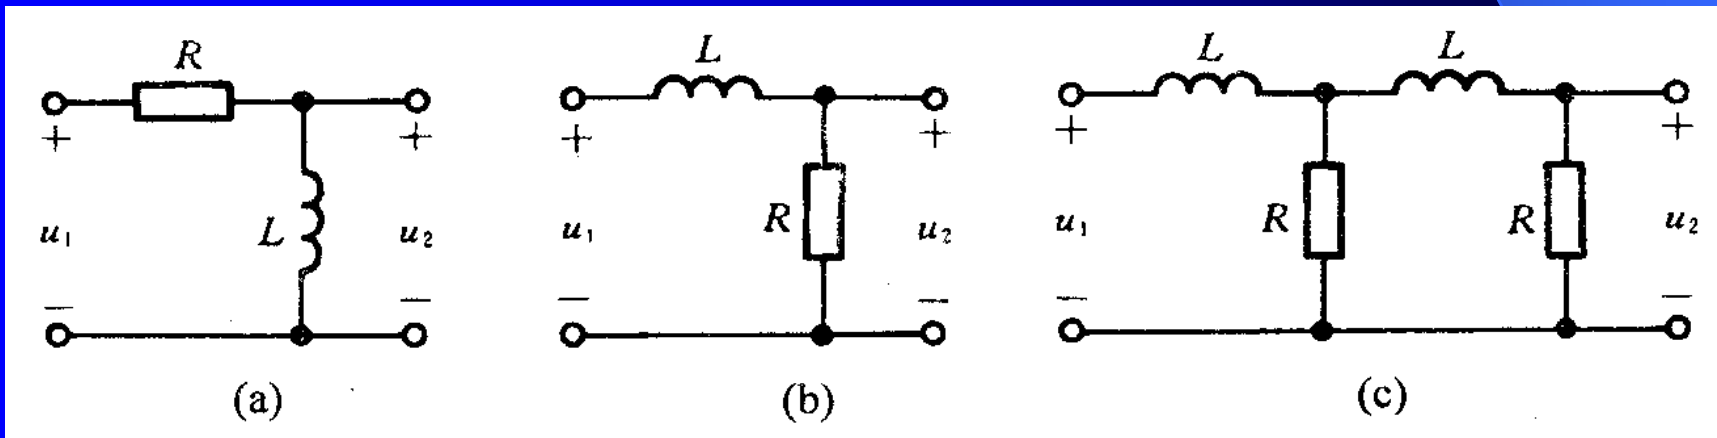 R
+ +
L
u₁ u₂
− −
(a)
L
+ +
R
u₁ u₂
− −
(b)
L L
+ +
R R
u₁ u₂
− −
(c)